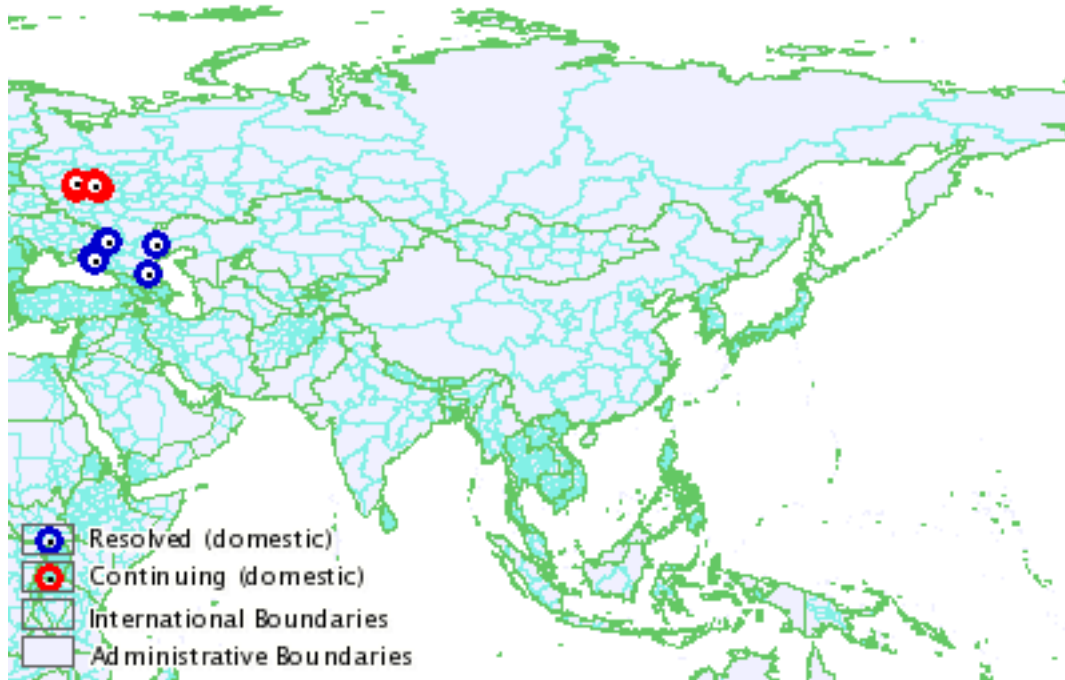 Resolved (domestic)
Continuing (domestic)
International Boundaries
Administrative Boundaries